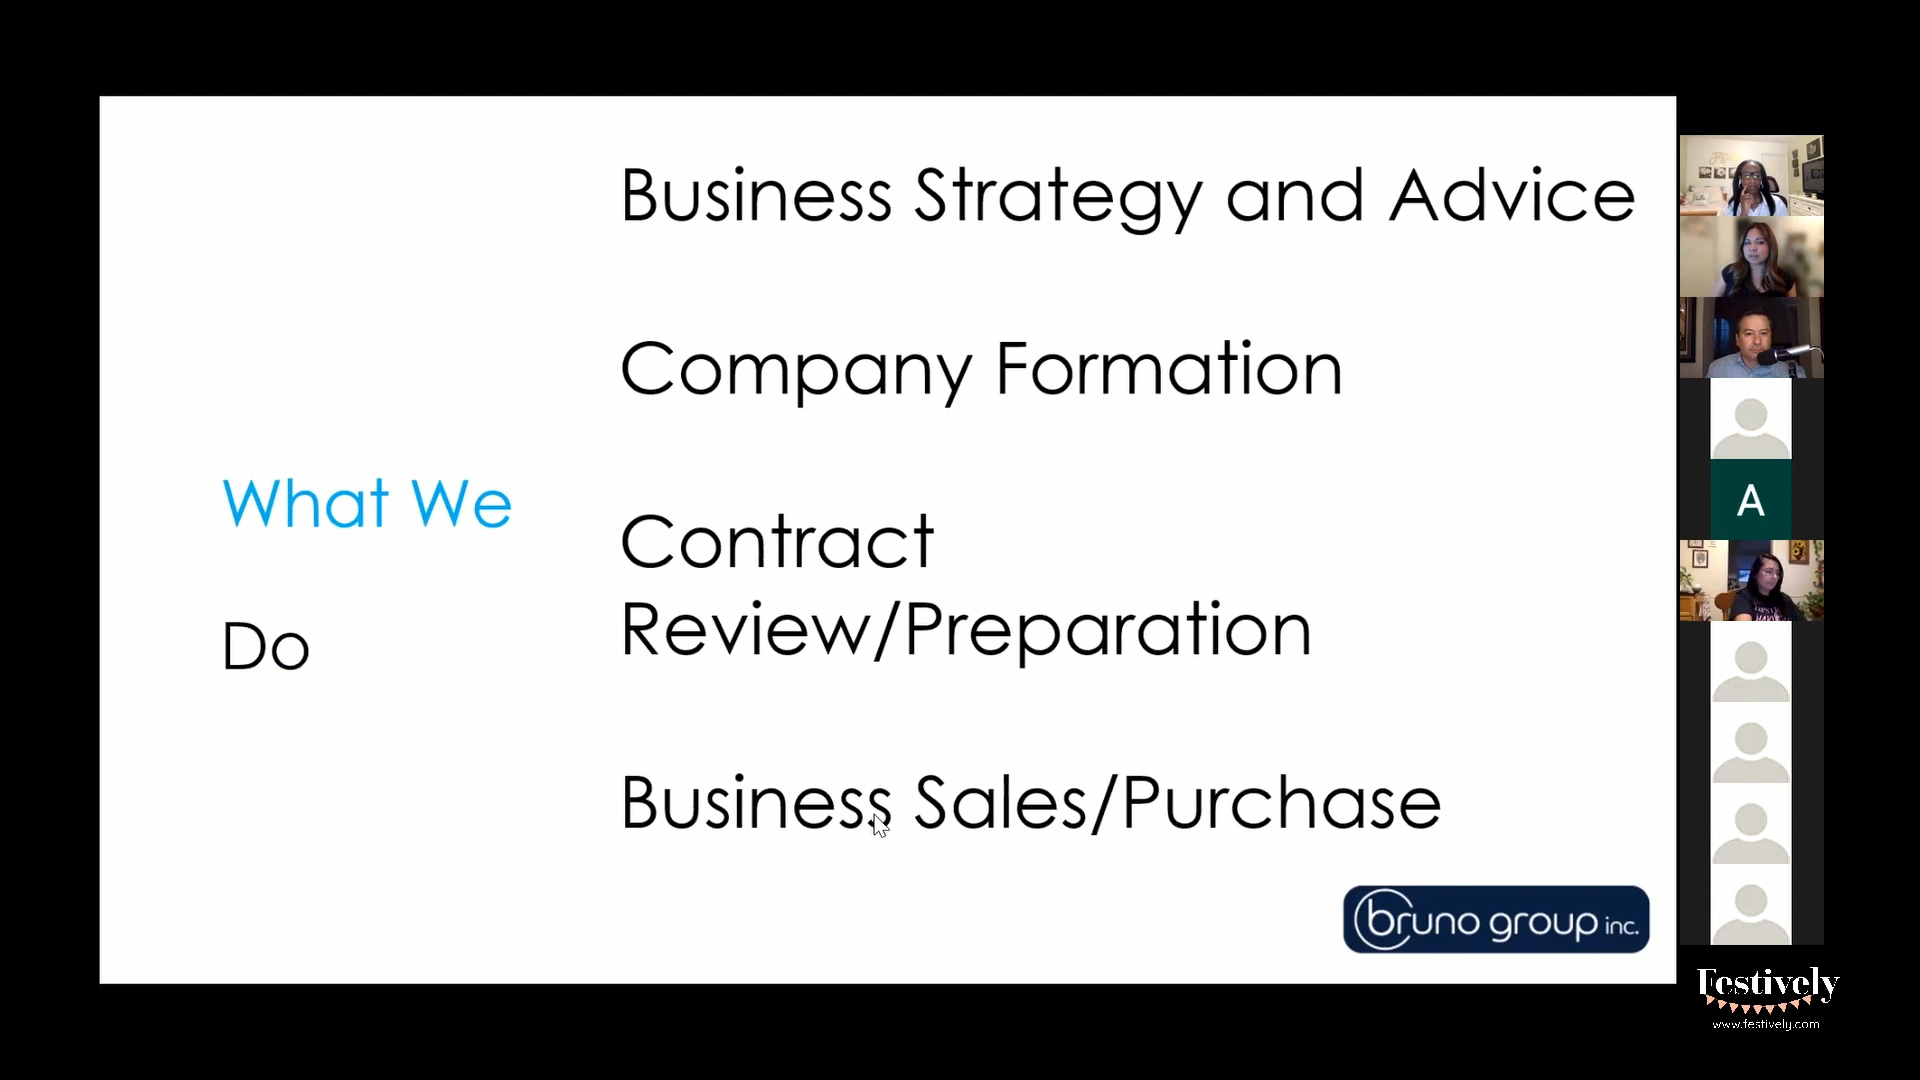 What We
Do
Business Strategy and Advice
Company Formation
Contract
Review/Preparation
Business Sales/Purchase
bruno group inc.
A
Festively
www.festively.com